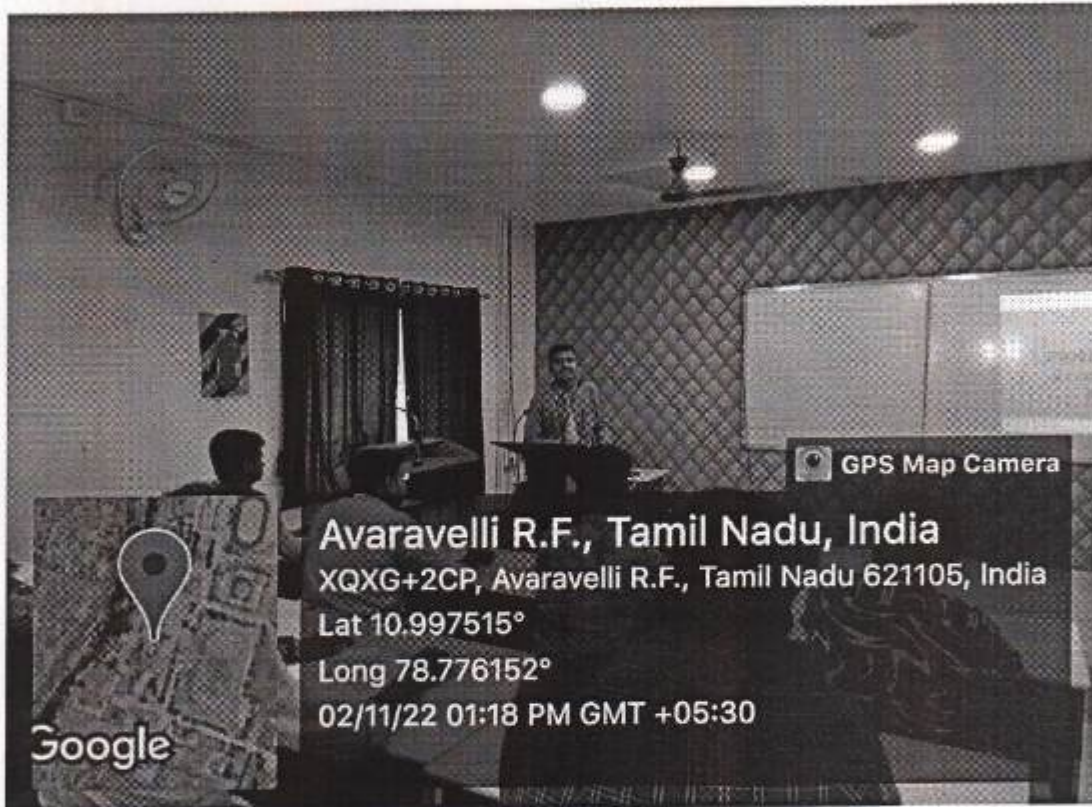 GPS Map Camera
Avaravelli R.F., Tamil Nadu, India
XQXG+2CP, Avaravelli R.F., Tamil Nadu 621105, India
Lat 10.997515°
Long 78.776152°
02/11/22 01:18 PM GMT +05:30
Google